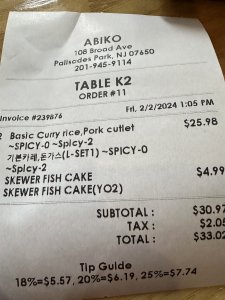 ABIKO
108 Broad Ave
Palisades Park, NJ 07650
201-945-9114
TABLE K2
ORDER #11
Invoice #239876 Fri, 2/2/2024 1:05 PM
2 Basic Curry rice,Pork cutlet $25.98
~SPICY-0 ~Spicy-2
기본카레,돈가스(L-SET1) ~SPICY-0
~Spicy-2
SKEWER FISH CAKE $4.99
SKEWER FISH CAKE(YO2)
SUBTOTAL : $30.97
TAX : $2.05
TOTAL : $33.02
Tip Guide
18%=$5.57, 20%=$6.19, 25%=$7.74